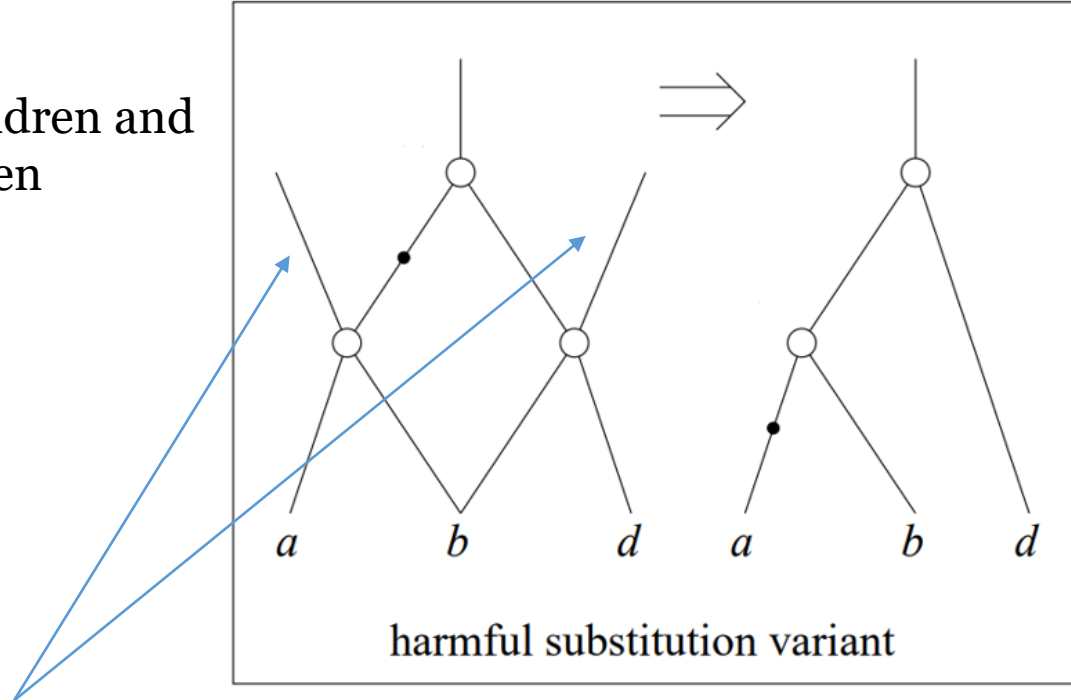 dren and
en
a b d a b d
harmful substitution variant